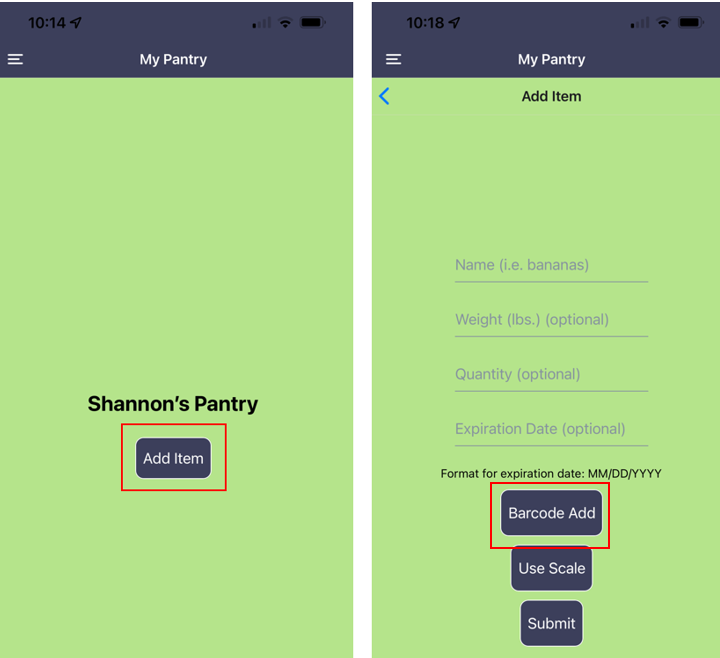 10:14
My Pantry
Shannon's Pantry
Add Item
10:18
My Pantry
Add Item
Name (i.e. bananas)
Weight (lbs.) (optional)
Quantity (optional)
Expiration Date (optional)
Format for expiration date: MM/DD/YYYY
Barcode Add
Use Scale
Submit